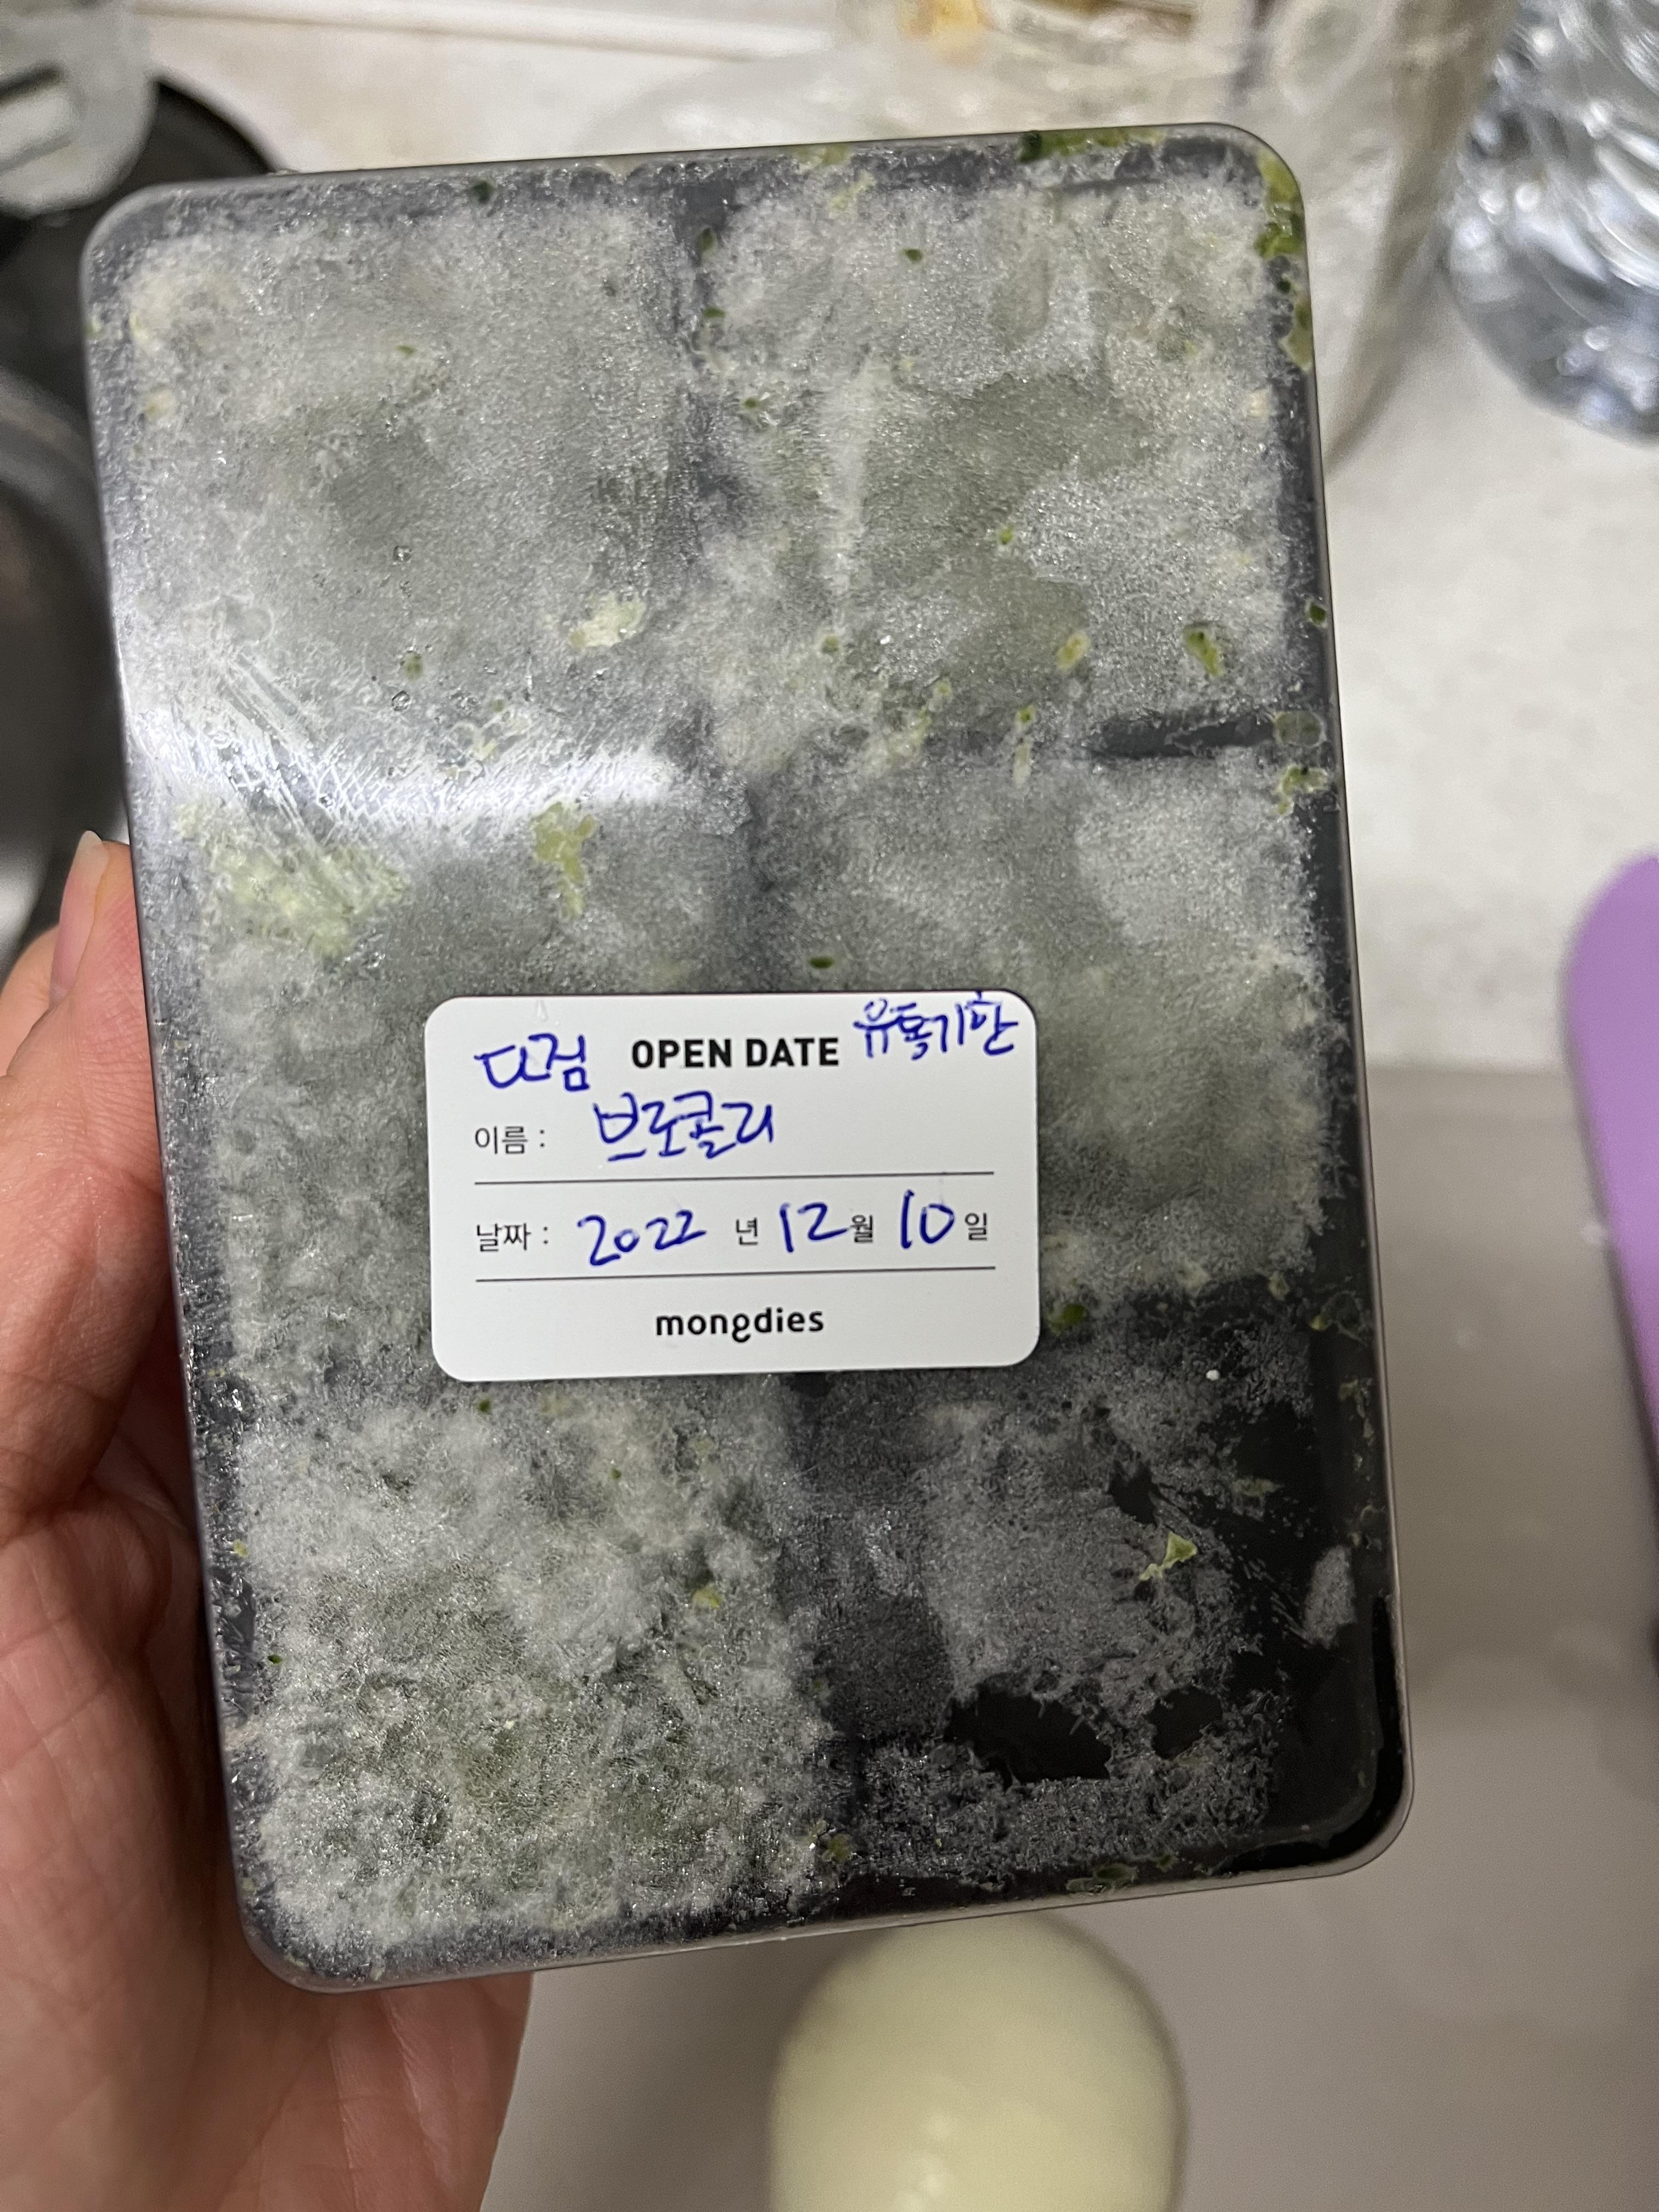 다짐 OPEN DATE 유통기한
이름 : 브로콜리
날짜 : 2022 년 12 월 10 일
mongdies